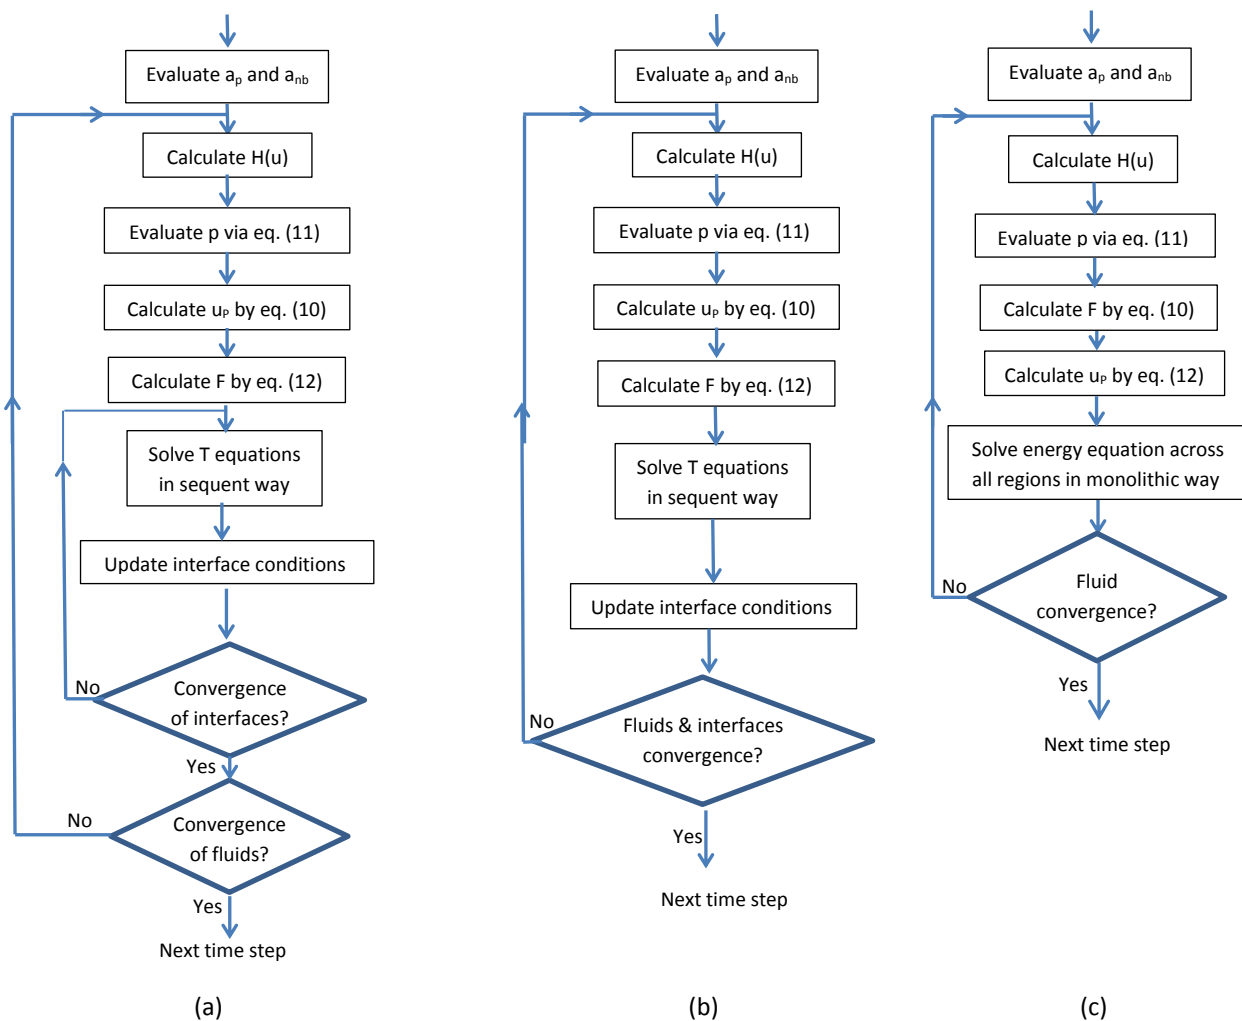 Evaluate aₚ and aₙb
Calculate H(u)
Evaluate p via eq. (11)
Calculate uₚ by eq. (10)
Calculate F by eq. (12)
Solve T equations
in sequent way
Update interface conditions
No
Convergence
of interfaces?
Yes
No
Convergence
of fluids?
Yes
Next time step
(a)
Evaluate aₚ and aₙb
Calculate H(u)
Evaluate p via eq. (11)
Calculate uₚ by eq. (10)
Calculate F by eq. (12)
Solve T equations
in sequent way
Update interface conditions
No
Fluids & interfaces
convergence?
Yes
Next time step
(b)
Evaluate aₚ and aₙb
Calculate H(u)
Evaluate p via eq. (11)
Calculate F by eq. (10)
Calculate uₚ by eq. (12)
Solve energy equation across
all regions in monolithic way
No
Fluid
convergence?
Yes
Next time step
(c)